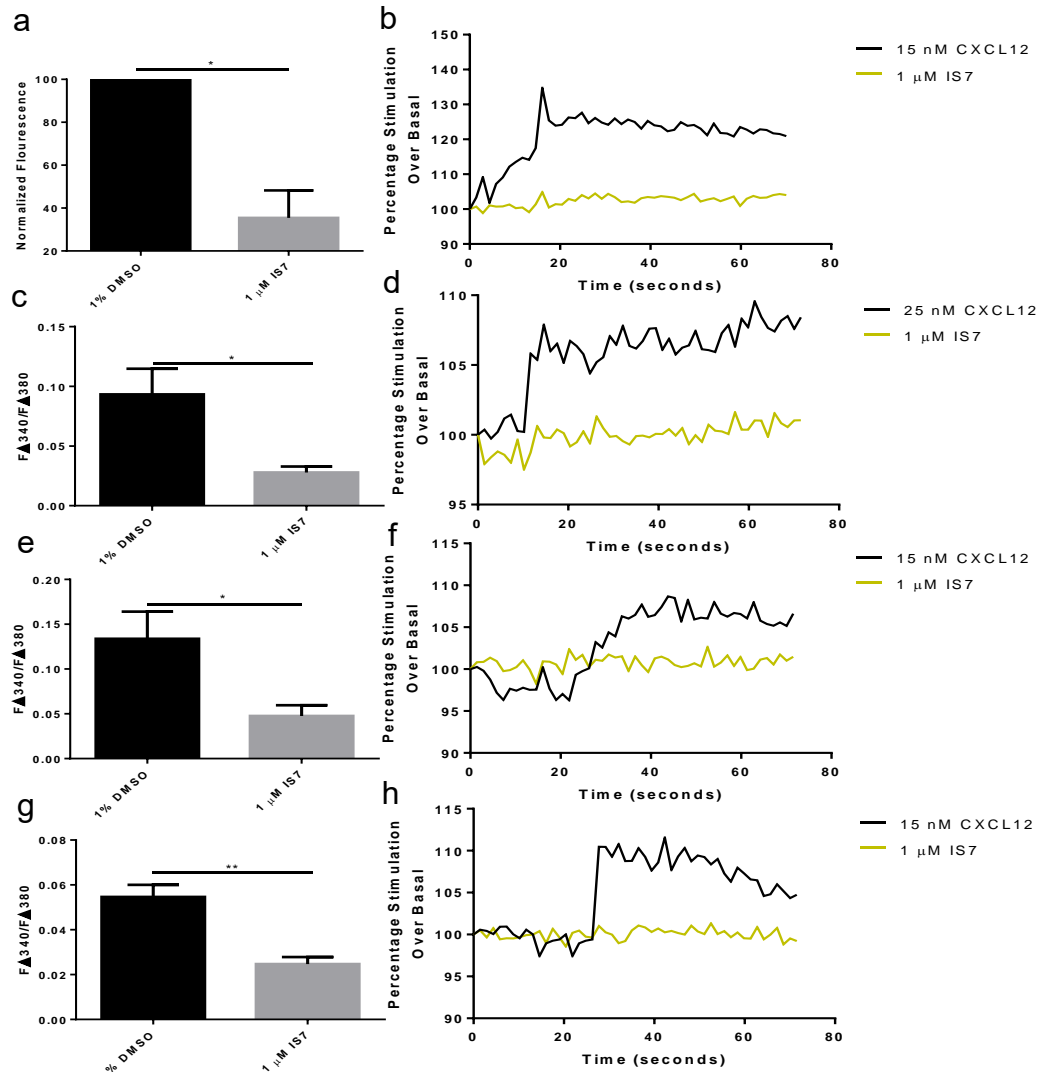 a
Normalized Flourescence
100
80
60
40
20
*
1% DMSO
1 μM IS7
b
Percentage Stimulation
Over Basal
150
140
130
120
110
100
90
0
20
40
60
80
Time (seconds)
15 nM CXCL12
1 μM IS7
c
F▲340/F▲380
0.15
0.10
0.05
0.00
*
1% DMSO
1 μM IS7
d
Percentage Stimulation
Over Basal
110
105
100
95
0
20
40
60
80
Time (seconds)
25 nM CXCL12
1 μM IS7
e
F▲340/F▲380
0.20
0.15
0.10
0.05
0.00
*
1% DMSO
1 μM IS7
f
Percentage Stimulation
Over Basal
115
110
105
100
95
90
0
20
40
60
80
Time (seconds)
15 nM CXCL12
1 μM IS7
g
F▲340/F▲380
0.08
0.06
0.04
0.02
0.00
**
% DMSO
1 μM IS7
h
Percentage Stimulation
Over Basal
115
110
105
100
95
90
0
20
40
60
80
Time (seconds)
15 nM CXCL12
1 μM IS7